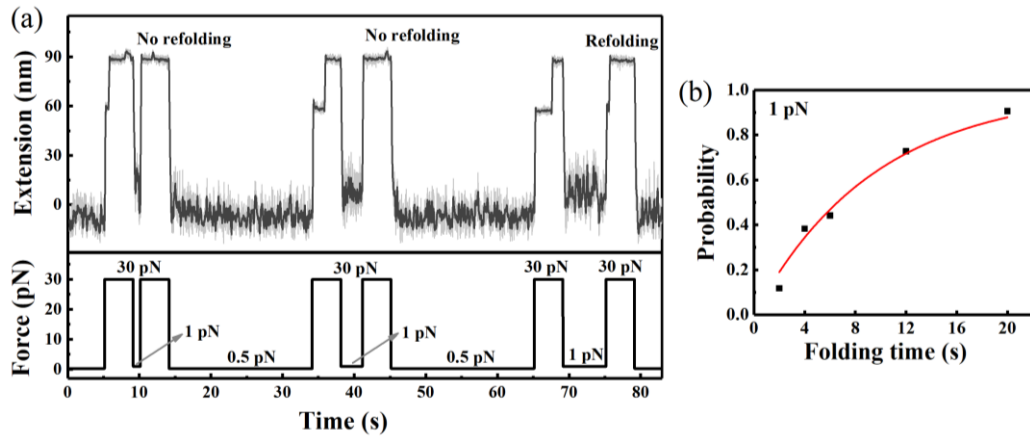 (a)
No refolding
No refolding
Refolding
90
60
30
0
Extension (nm)
30 pN
30 pN
30 pN
30 pN
30
20
10
0
Force (pN)
1 pN
0.5 pN
1 pN
0.5 pN
1 pN
0
10
20
30
40
50
60
70
80
Time (s)
(b)
1 pN
1.0
0.8
0.6
0.4
0.2
0.0
Probability
4
8
12
16
20
Folding time (s)